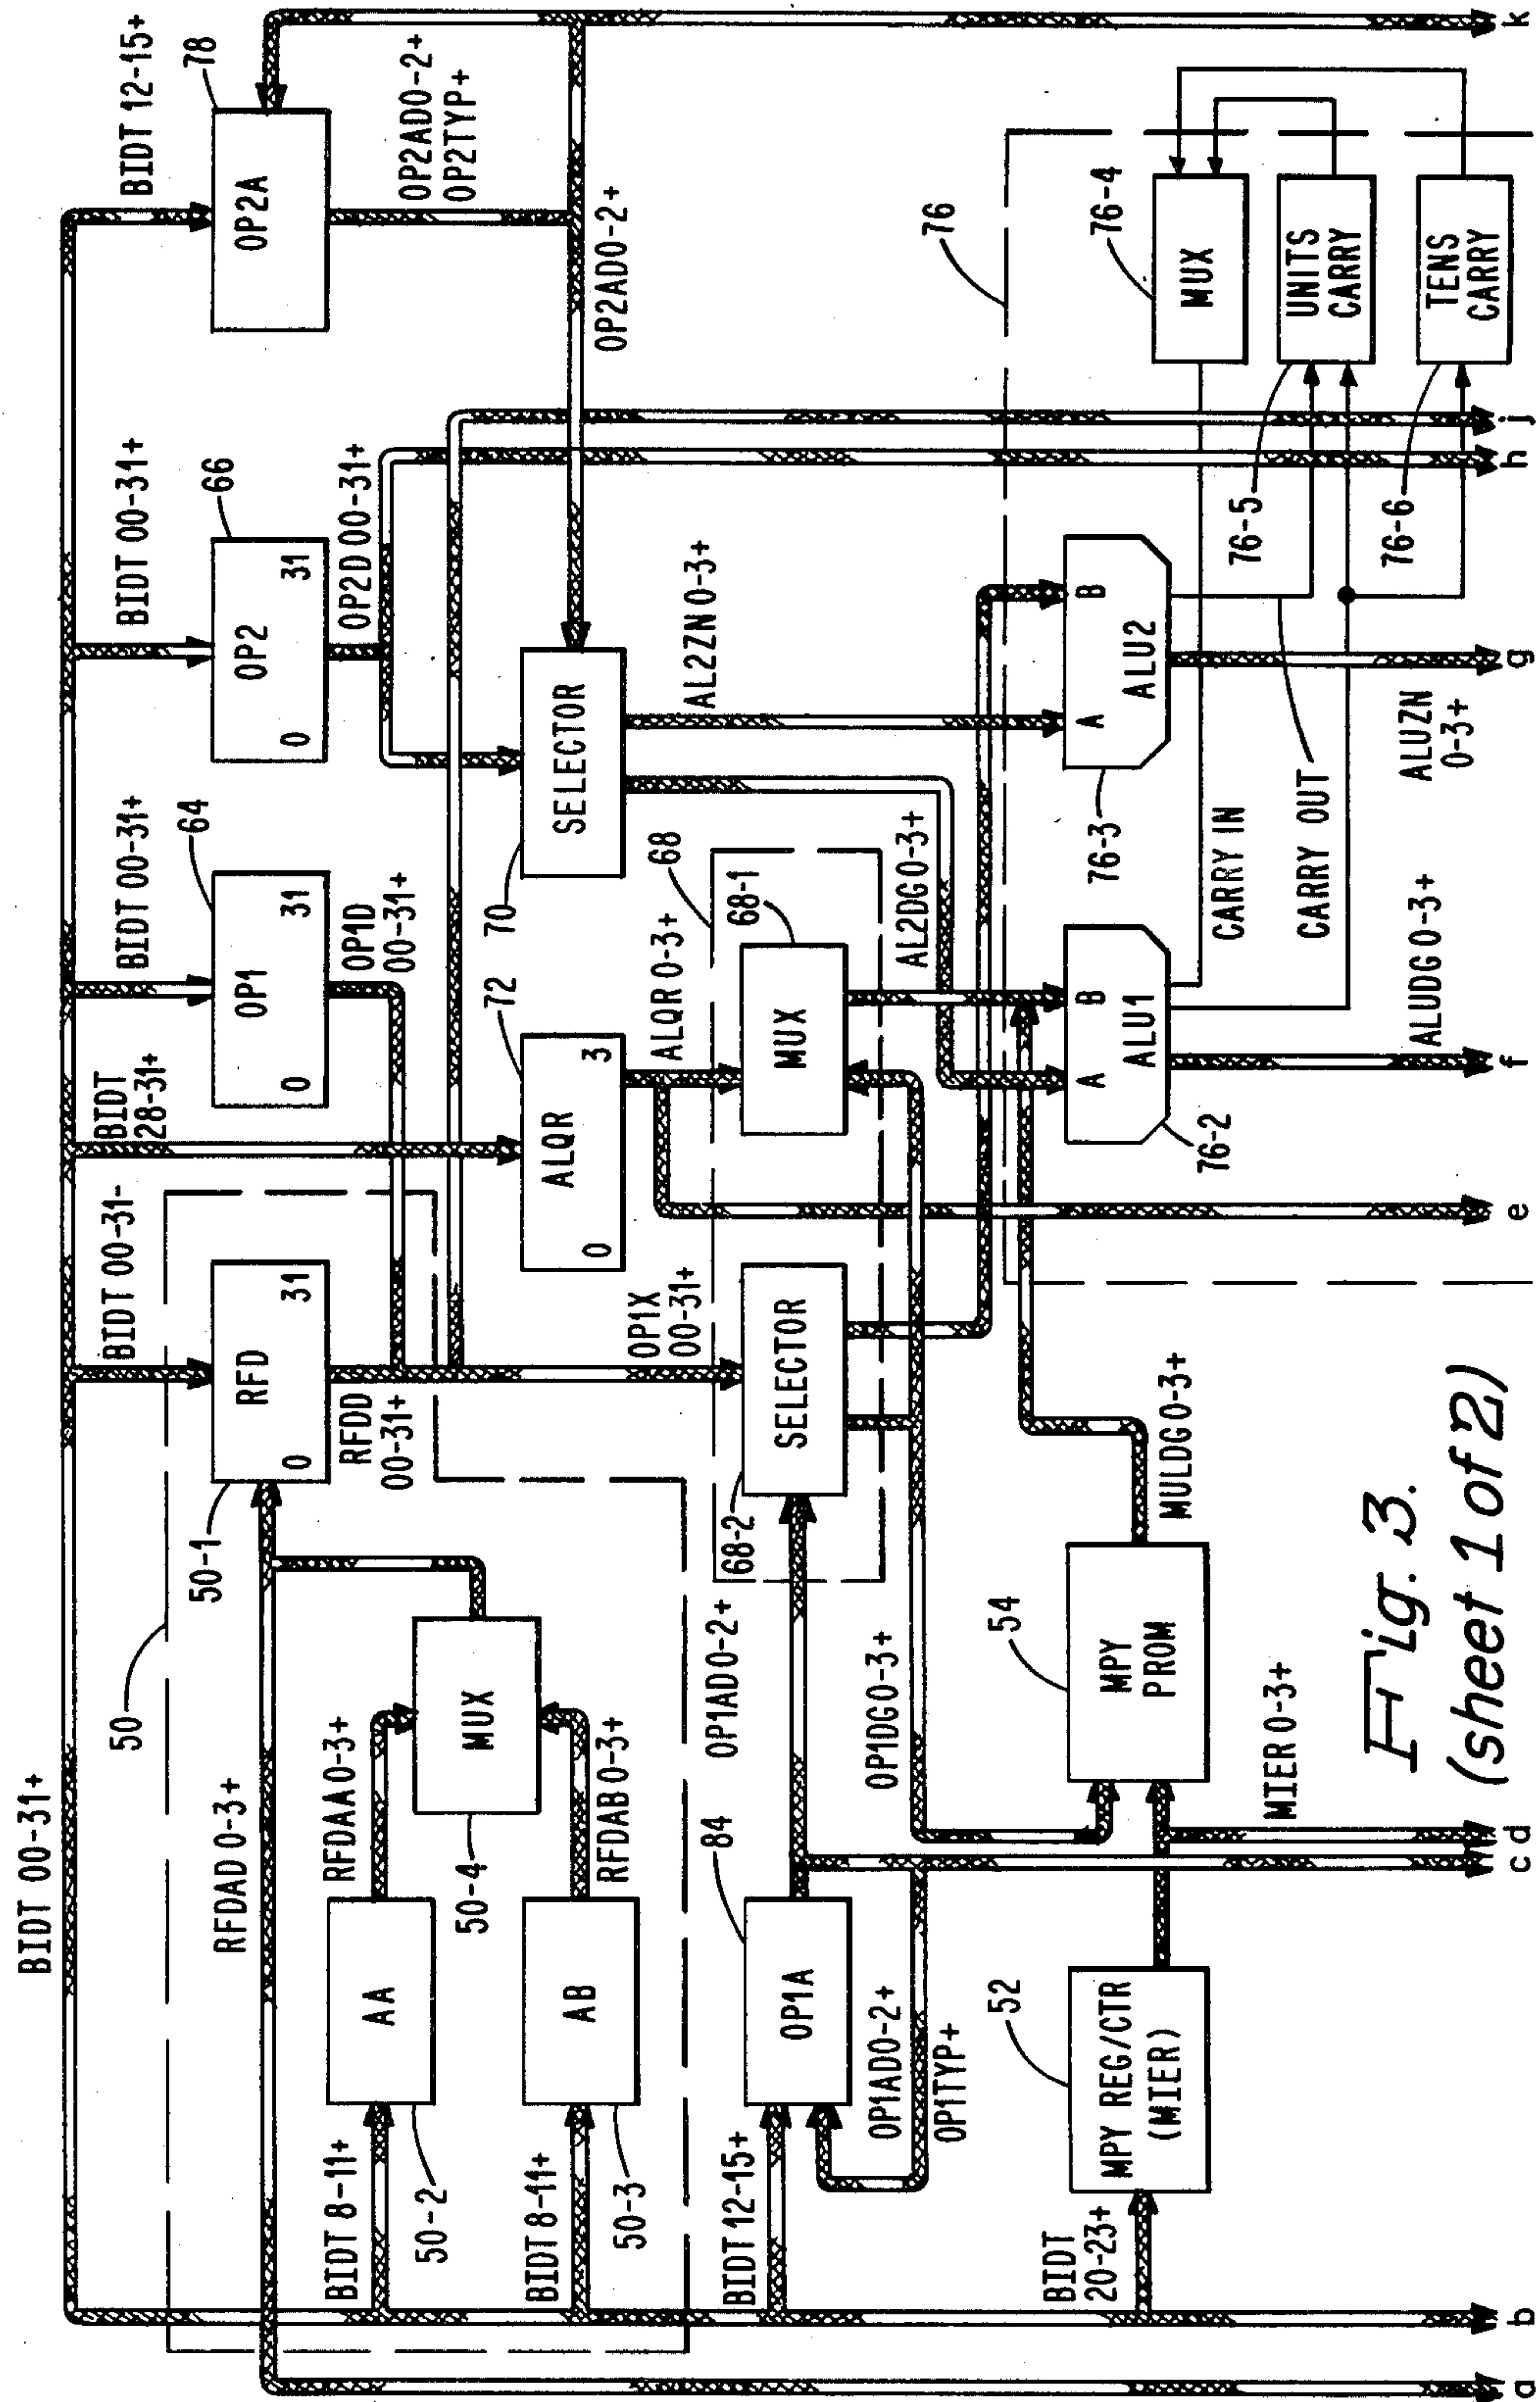 BIDT 00-31+
BIDT 12-15+
78
OP2A
OP2AD0-2+
OP2TYP+
OP2AD0-2+
k
BIDT 00-31+
66
OP2
0
31
OP2D 00-31+
BIDT 00-31+
64
OP1
0
31
OP1D
00-31+
BIDT
28-31+
BIDT 00-31-
50
RFD
0
31
50-1
RFDD
00-31+
RFDAD 0-3+
RFDAA 0-3+
MUX
50-4
RFDAB 0-3+
AA
AB
BIDT 8-11+
50-2
BIDT 8-11+
50-3
SELECTOR
70
72
ALQR
0
3
ALQR 0-3+
AL2ZN 0-3+
68
68-1
MUX
AL2DG0-3+
OP1X
00-31+
SELECTOR
68-2
OP1AD0-2+
84
OP1A
BIDT 12-15+
OP1AD0-2+
OP1TYP+
OP1DG0-3+
76
76-4
MUX
UNITS
CARRY
76-5
TENS
CARRY
76-6
A
B
ALU2
76-3
A
B
ALU1
76-2
CARRY IN
CARRY OUT
ALUZN
0-3+
ALUDG0-3+
MULDG0-3+
54
MPY
PROM
52
MPY REG/CTR
(MIER)
MIER 0-3+
BIDT
20-23+
a
b
c
d
e
f
g
h
j
Fig. 3.
(sheet 1 of 2)